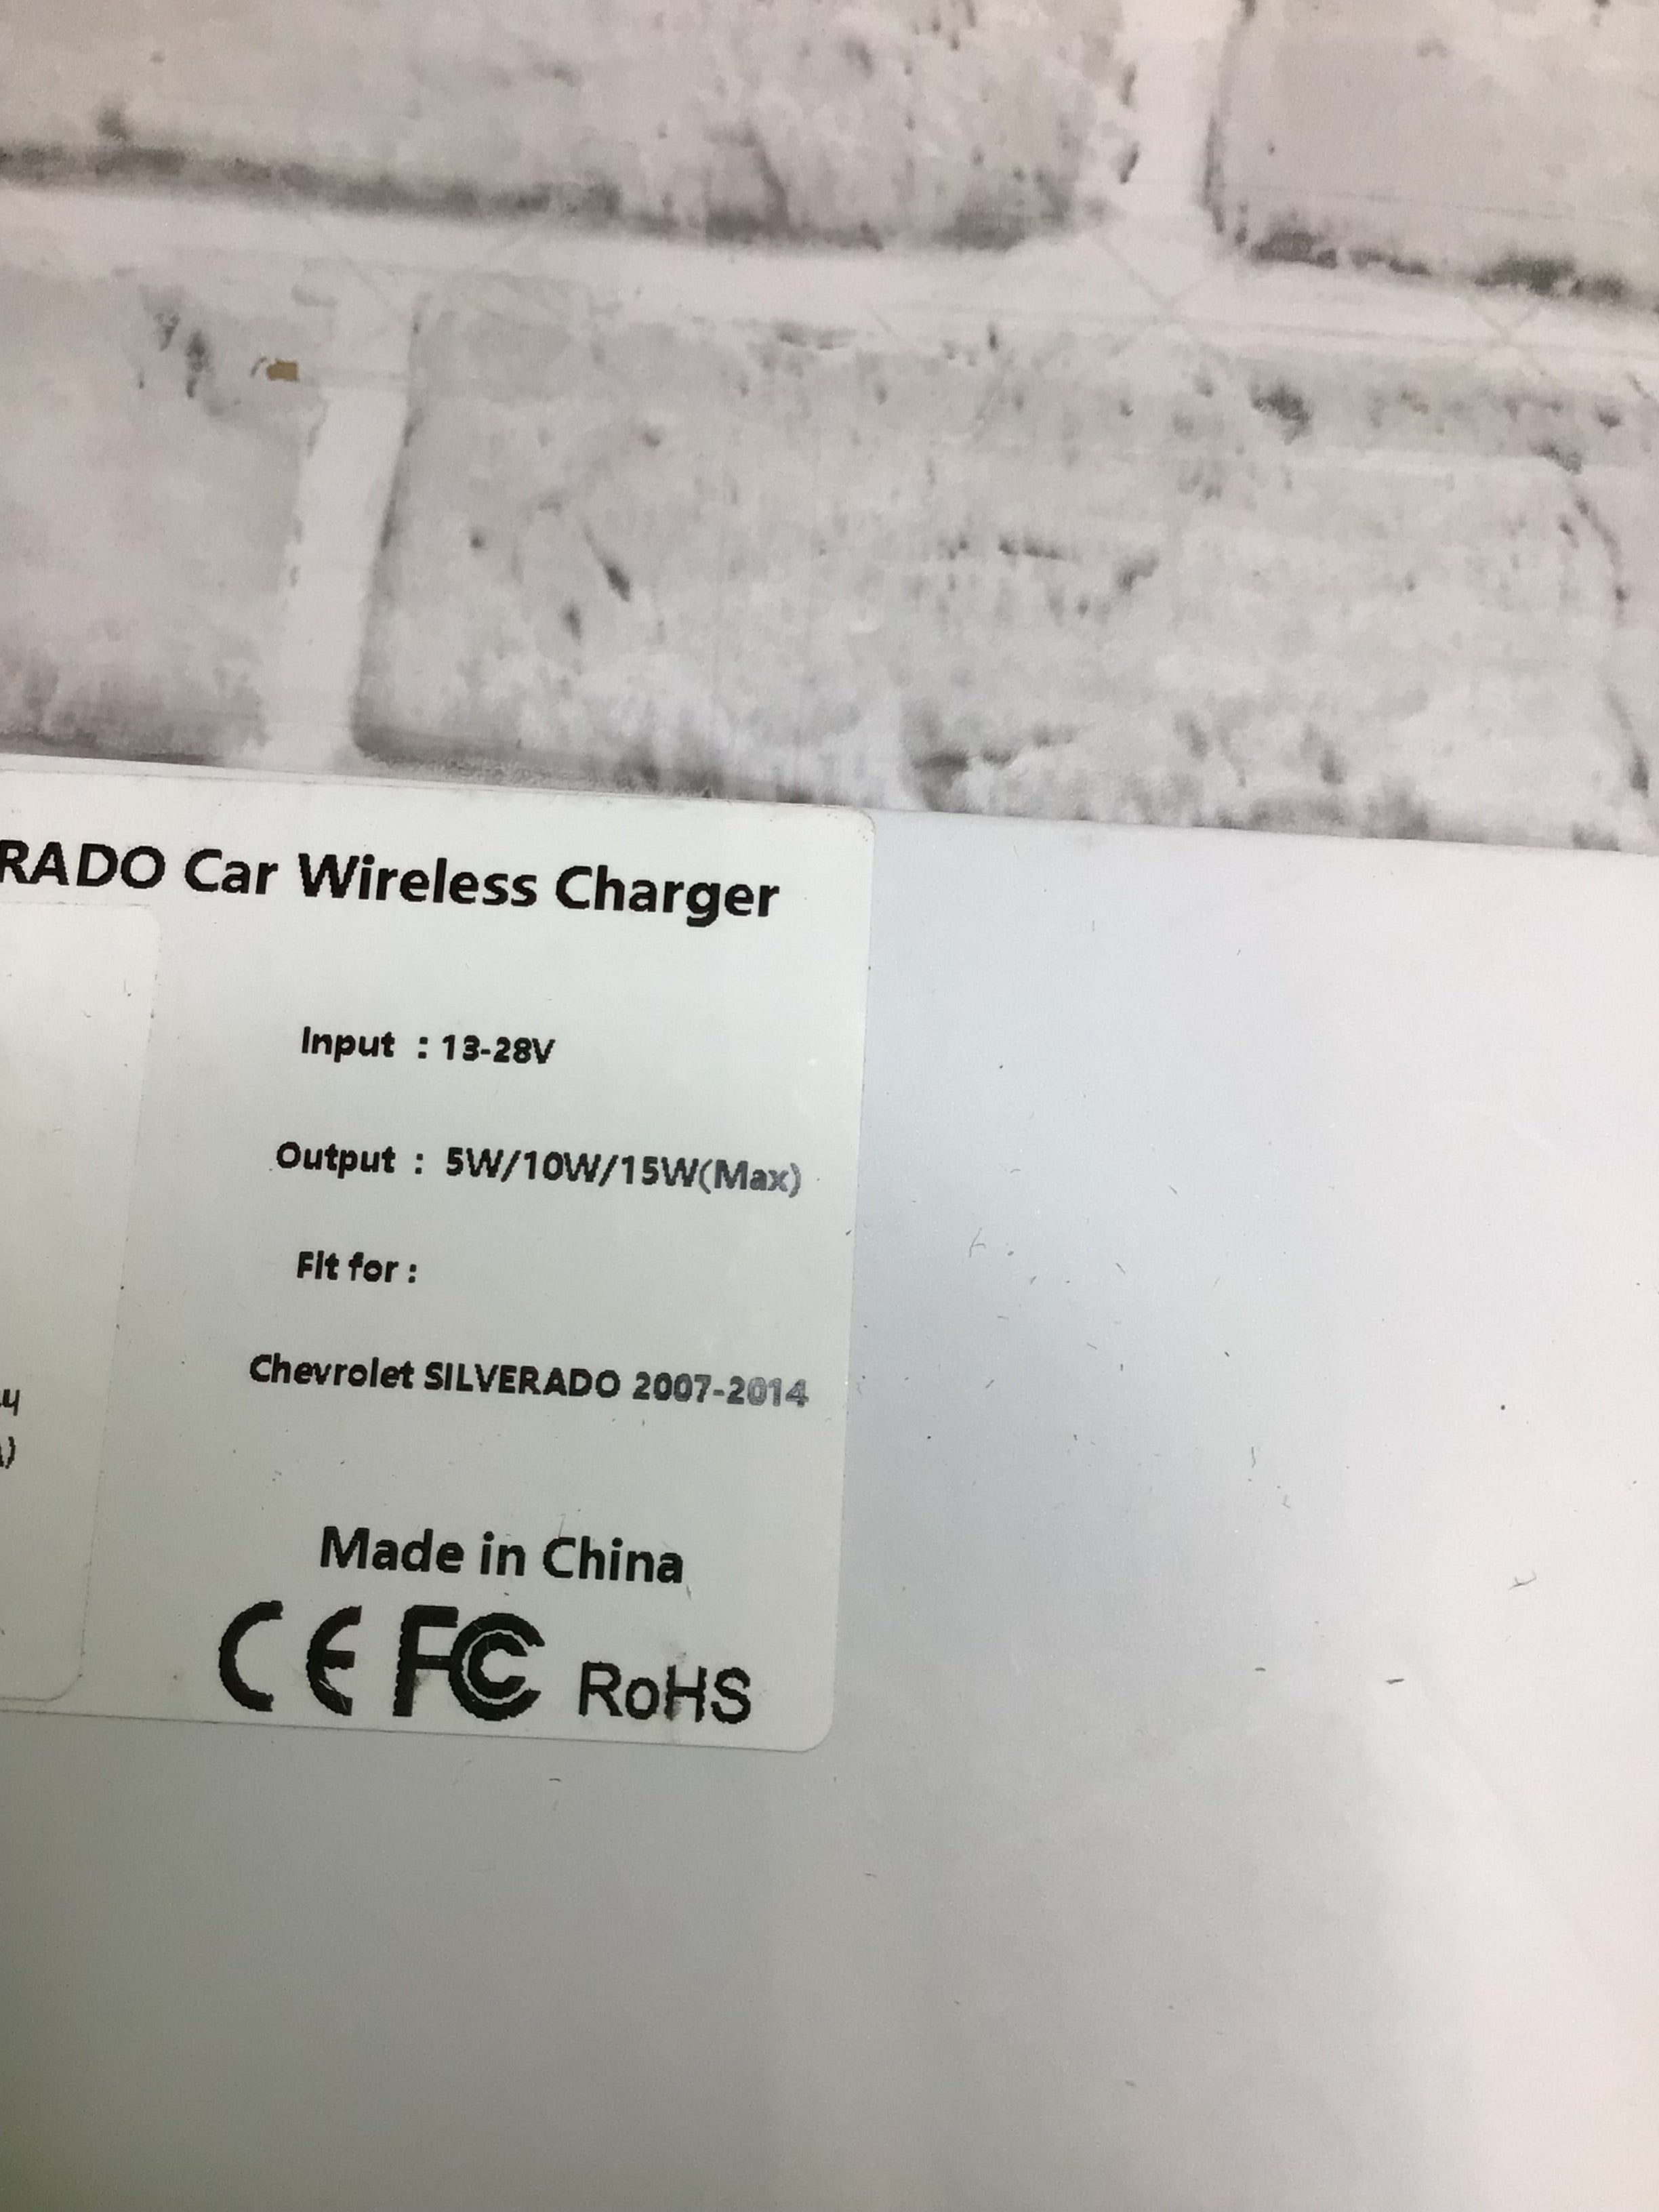 RADO Car Wireless Charger
Input : 13-28V
Output : 5W/10W/15W(Max)
Fit for :
Chevrolet SILVERADO 2007-2014
Made in China
CE FC RoHS